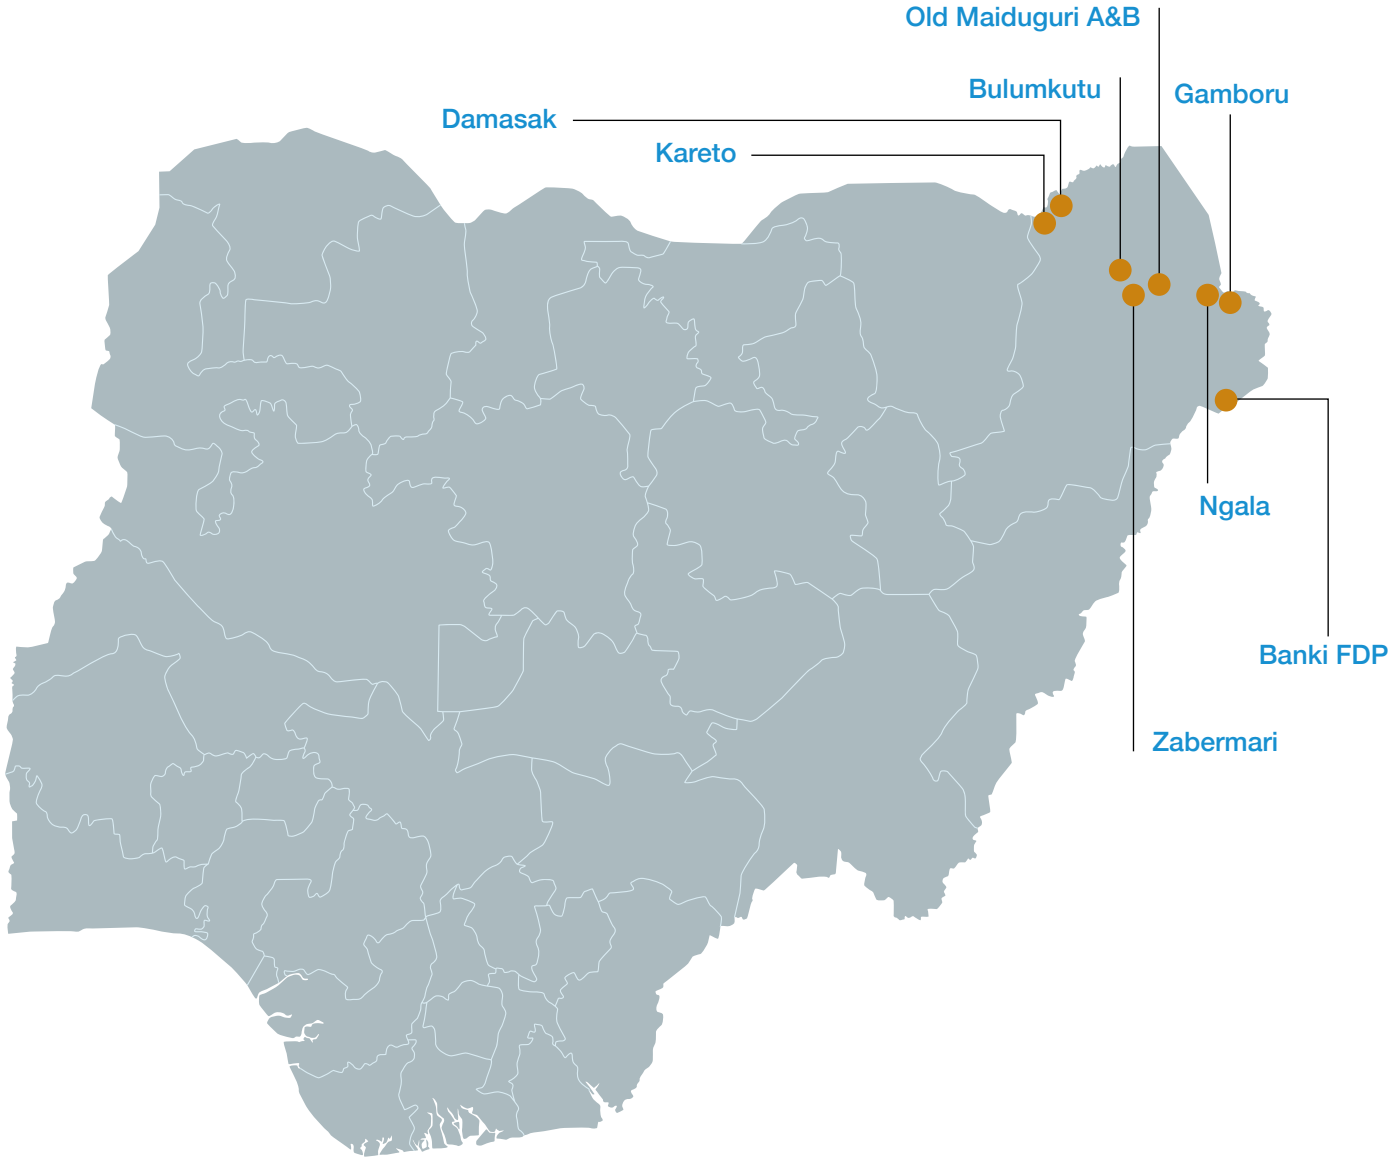 Old Maiduguri A&B
Bulumkutu
Gamboru
Damasak
Kareto
Ngala
Banki FDP
Zabermari